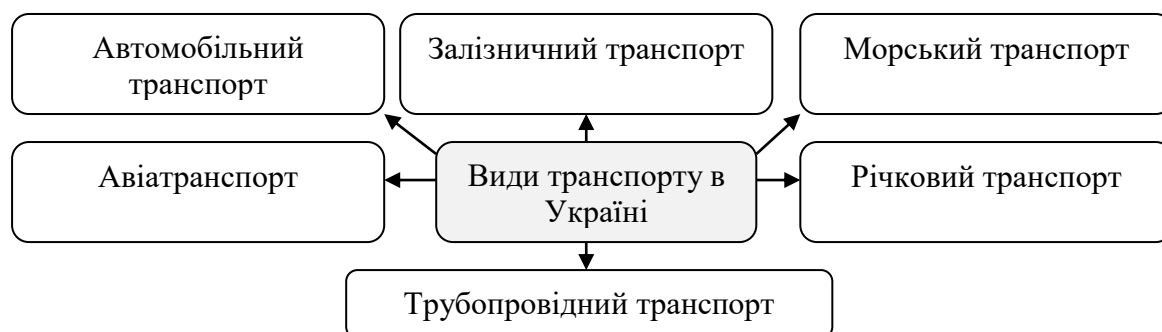 Автомобільний
транспорт
Залізничний транспорт
Морський транспорт
Авіатранспорт
Види транспорту в
Україні
Річковий транспорт
Трубопровідний транспорт